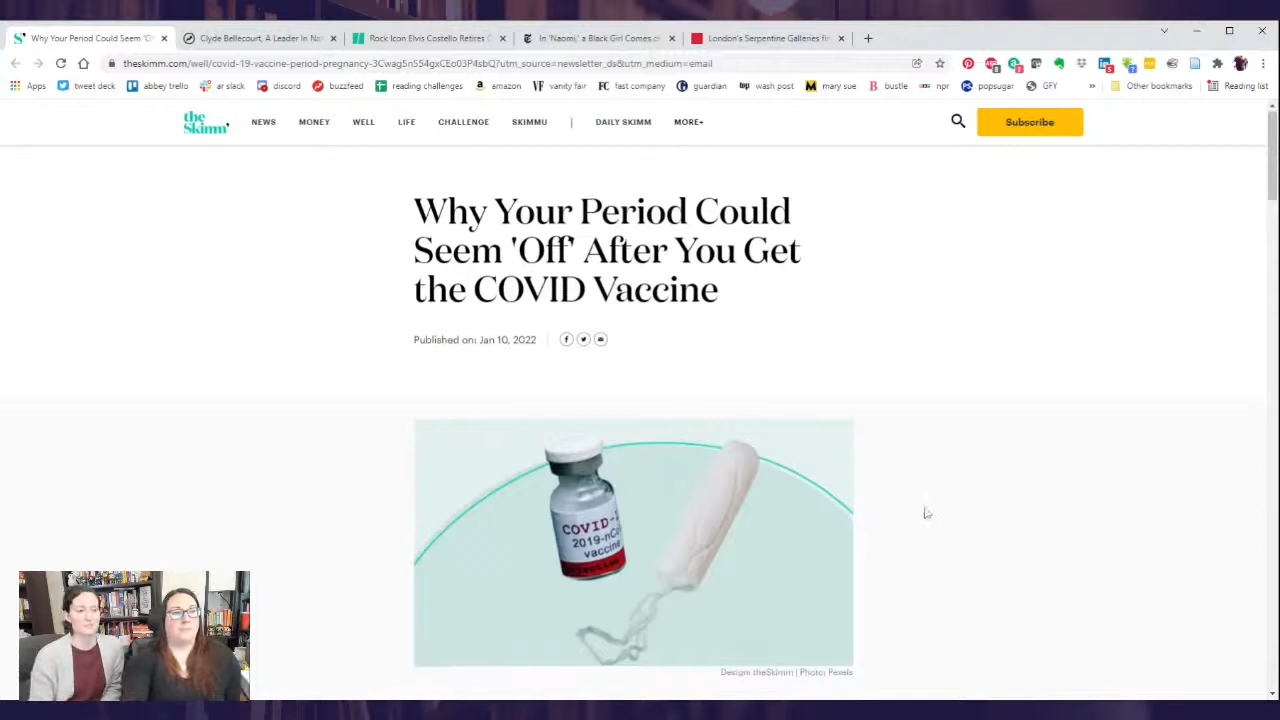 Why Your Period Could Seem 'O
Clyde Bellecourt, A Leader In Na
Rock Icon Elvis Costello Retires O
In 'Naomi,' a Black Girl Comes of
London's Serpentine Galleries fin
theskimm.com/well/covid-19-vaccine-period-pregnancy-3Cwag5nS54gxCEo03P4sbQ?utm_source=newsletter_ds&utm_medium=email
Apps tweet deck abbey trello ar slack discord buzzfeed reading challenges amazon vanity fair fast company guardian wash post mary sue bustle npr popsugar GFY » Other bookmarks Reading list
the
Skimm'
NEWS MONEY WELL LIFE CHALLENGE SKIMMU | DAILY SKIMM MORE+
Subscribe
Why Your Period Could
Seem 'Off' After You Get
the COVID Vaccine
Published on: Jan 10, 2022
COVID-1
2019-nCo
vaccine
Design: theSkimm | Photo: Pexels